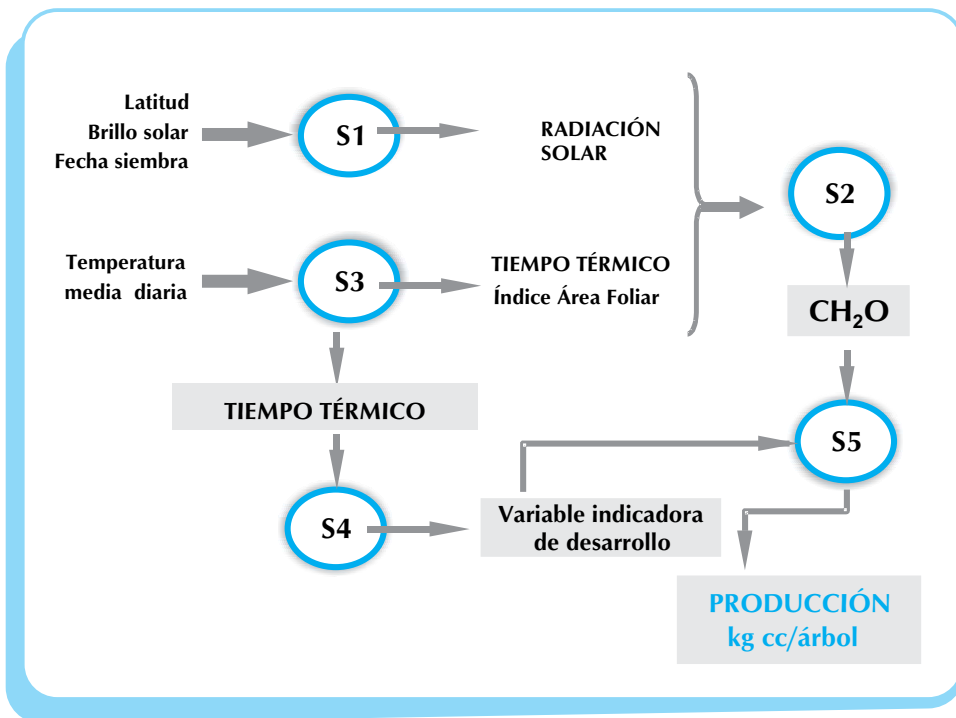 Latitud
Brillo solar
Fecha siembra
S1
RADIACIÓN
SOLAR
S2
Temperatura
media diaria
S3
TIEMPO TÉRMICO
Índice Área Foliar
CH₂O
TIEMPO TÉRMICO
S5
S4
Variable indicadora
de desarrollo
PRODUCCIÓN
kg cc/árbol